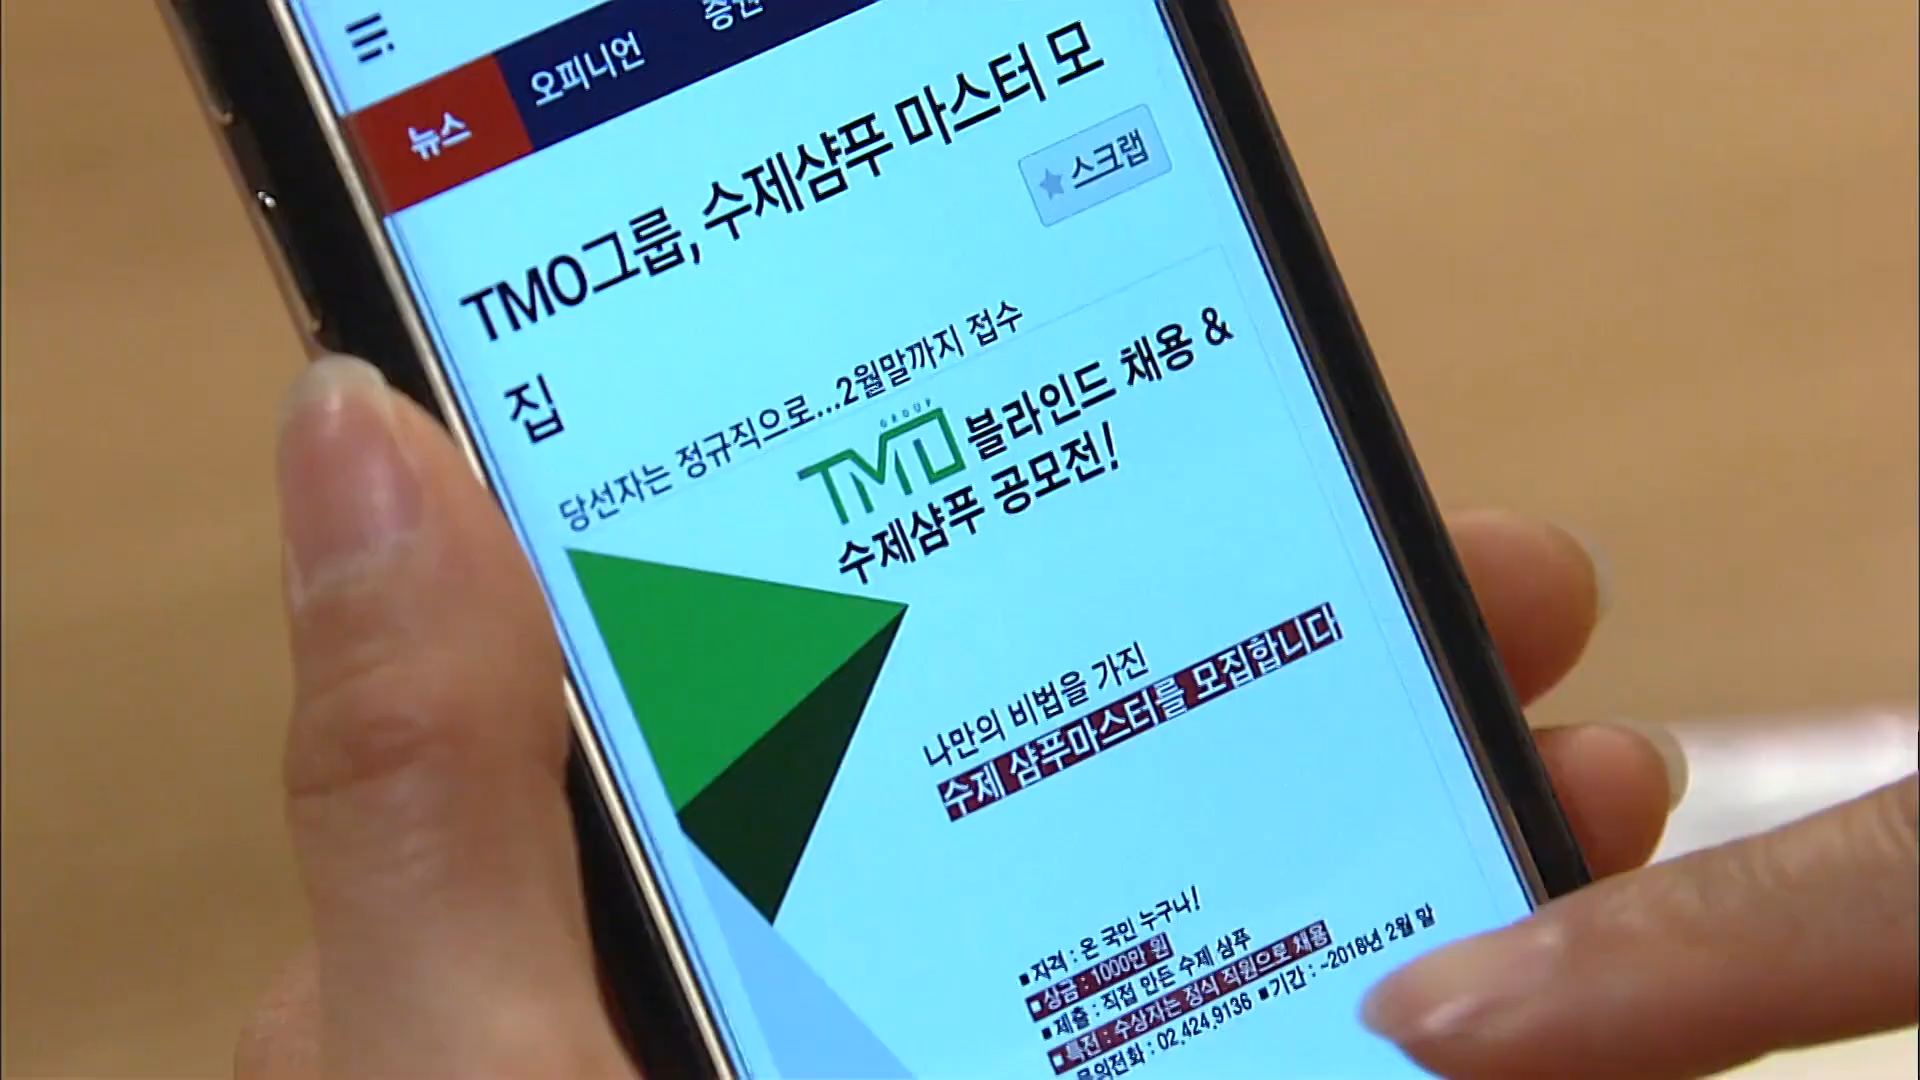 뉴스 오피니언 증권
TMO그룹, 수제샴푸 마스터 모
집
스크랩
당선자는 정규직으로...2월말까지 접수
GROUP
TMO 블라인드 채용 &
수제샴푸 공모전!
나만의 비법을 가진
수제 샴푸마스터를 모집합니다
■자격 : 온 국민 누구나!
■상금 : 1000만 원
■제출 : 직접 만든 수제 샴푸
■특전 : 수상자는 정식 직원으로 채용
문의전화 : 02.424.9136 ■기간 : ~2018년 2월 말